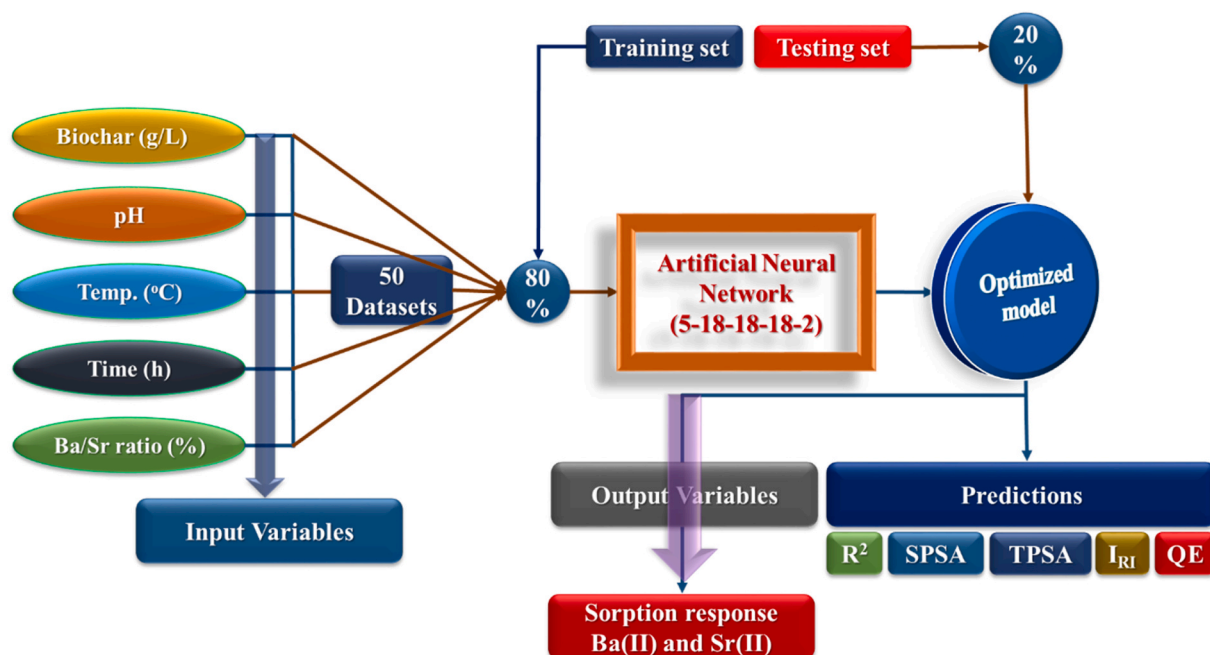 Training set
Testing set
20
%
Biochar (g/L)
pH
Temp. (°C)
Time (h)
Ba/Sr ratio (%)
Input Variables
50
Datasets
80
%
Artificial Neural
Network
(5-18-18-18-2)
Optimized
model
Output Variables
Sorption response
Ba(II) and Sr(II)
Predictions
R²
SPSA
TPSA
I_RI
QE